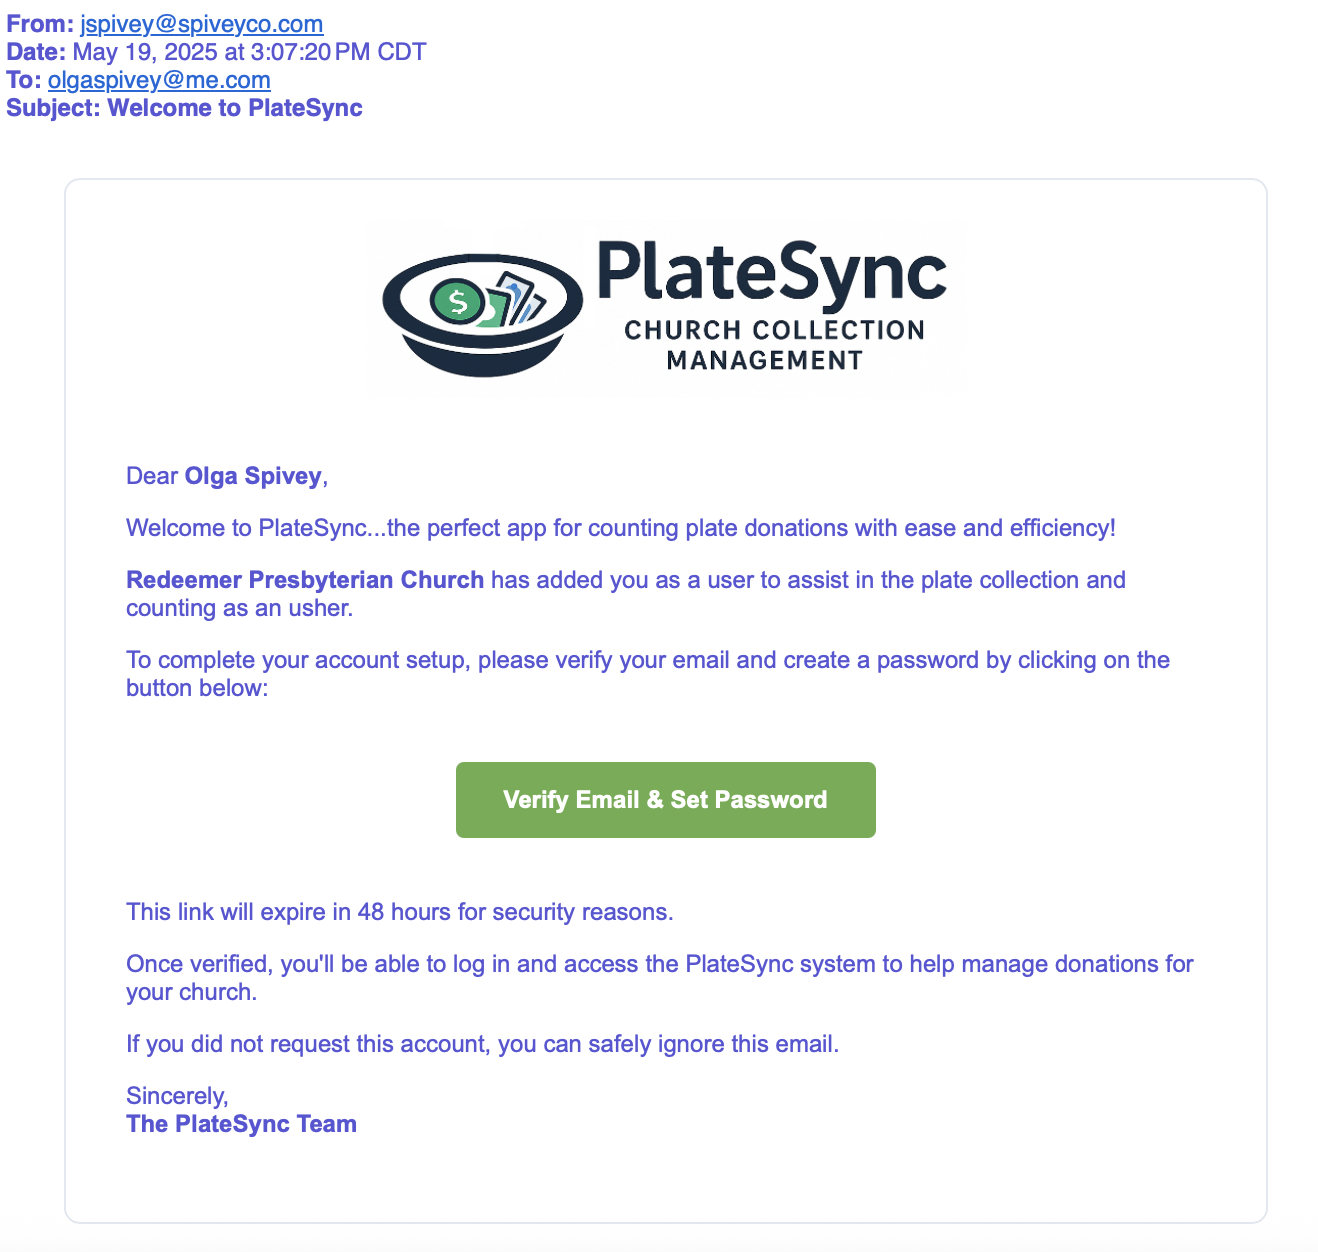 From: jspivey@spiveyco.com
Date: May 19, 2025 at 3:07:20 PM CDT
To: olgaspivey@me.com
Subject: Welcome to PlateSync
$
PlateSync
CHURCH COLLECTION
MANAGEMENT
Dear Olga Spivey,
Welcome to PlateSync...the perfect app for counting plate donations with ease and efficiency!
Redeemer Presbyterian Church has added you as a user to assist in the plate collection and
counting as an usher.
To complete your account setup, please verify your email and create a password by clicking on the
button below:
Verify Email & Set Password
This link will expire in 48 hours for security reasons.
Once verified, you'll be able to log in and access the PlateSync system to help manage donations for
your church.
If you did not request this account, you can safely ignore this email.
Sincerely,
The PlateSync Team